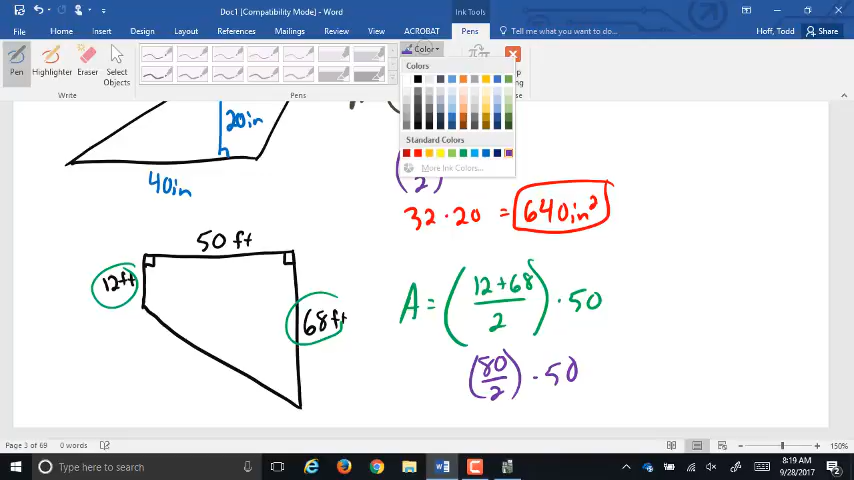 Doc1 [Compatibility Mode] - Word
Ink Tools
File Home Insert Design Layout References Mailings Review View ACROBAT Pens Tell me what you want to do... Hoff, Todd Share
Color
Pen Highlighter Eraser Select Objects
Write
Pens
Colors
Standard Colors
More Ink Colors...
20in
40in
2
32 · 20 = 640in²
50 ft
12ft
68ft
A = (12+68/2) · 50
(80/2) · 50
Page 3 of 69 0 words 150%
Type here to search
8:19 AM
9/28/2017
2